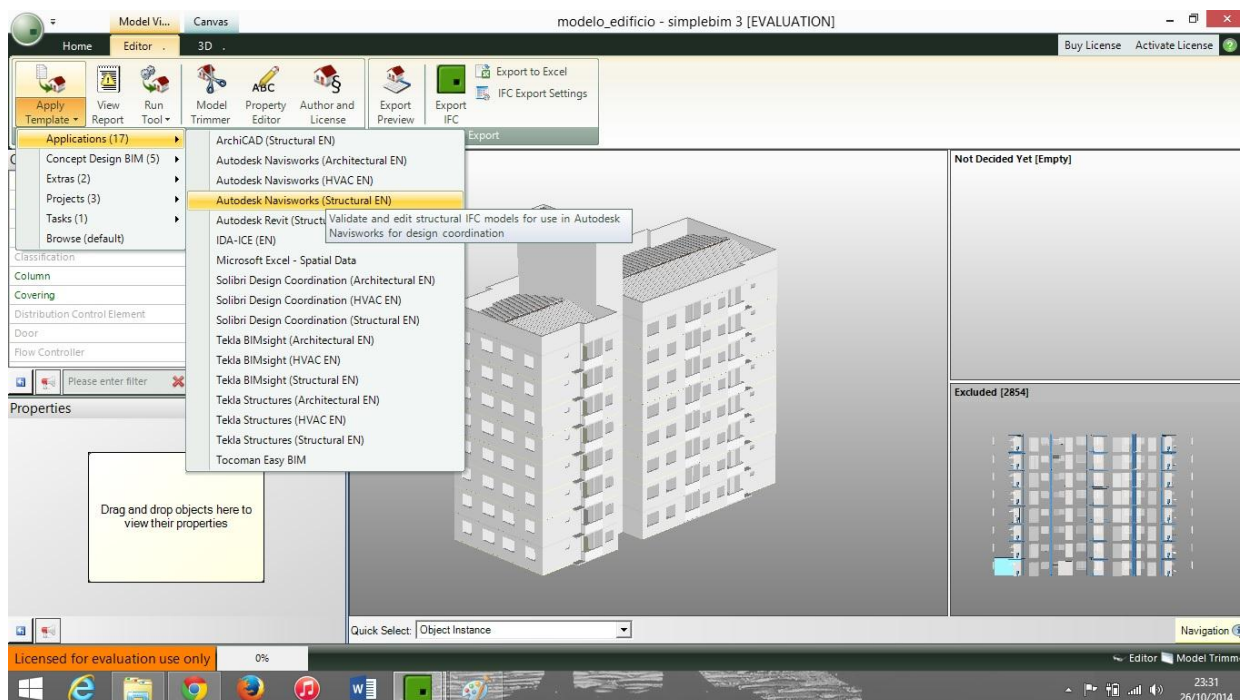 Model Vi... Canvas
modelo_edificio - simplebim 3 [EVALUATION]
Home Editor 3D
Buy License Activate License
Apply Template
View Report
Run Tool
Model Trimmer
ABC
Property Editor
Author and License
Export Preview
Export IFC
Export to Excel
IFC Export Settings
Export
Applications (17)
Concept Design BIM (5)
Extras (2)
Projects (3)
Tasks (1)
Browse (default)
ArchiCAD (Structural EN)
Autodesk Navisworks (Architectural EN)
Autodesk Navisworks (HVAC EN)
Autodesk Navisworks (Structural EN)
Autodesk Revit (Struct
Validate and edit structural IFC models for use in Autodesk
Navisworks for design coordination
IDA-ICE (EN)
Microsoft Excel - Spatial Data
Solibri Design Coordination (Architectural EN)
Solibri Design Coordination (HVAC EN)
Solibri Design Coordination (Structural EN)
Tekla BIMsight (Architectural EN)
Tekla BIMsight (HVAC EN)
Tekla BIMsight (Structural EN)
Tekla Structures (Architectural EN)
Tekla Structures (HVAC EN)
Tekla Structures (Structural EN)
Tocoman Easy BIM
Classification
Column
Covering
Distribution Control Element
Door
Flow Controller
Please enter filter
Properties
Drag and drop objects here to
view their properties
Not Decided Yet [Empty]
Excluded [2854]
Quick Select: Object Instance
Navigation
Licensed for evaluation use only 0%
Editor Model Trimm
23:31
26/10/2014